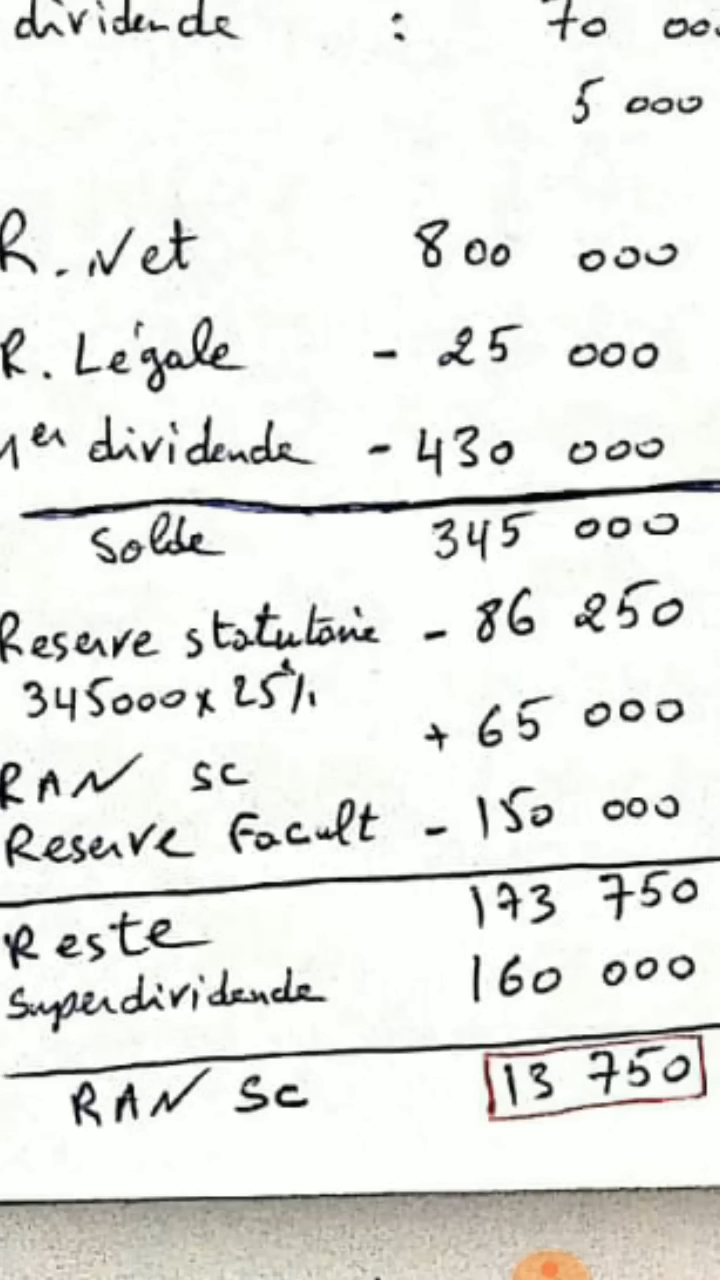 dividende : 70 00
5 000
R. Net 800 000
R. Légale - 25 000
1er dividende - 430 000
Solde 345 000
Reserve statutaire - 86 250
345000 x 25%
+ 65 000
RAN SC
Reserve Facult - 150 000
Reste 173 750
Superdividende 160 000
RAN SC 13 750